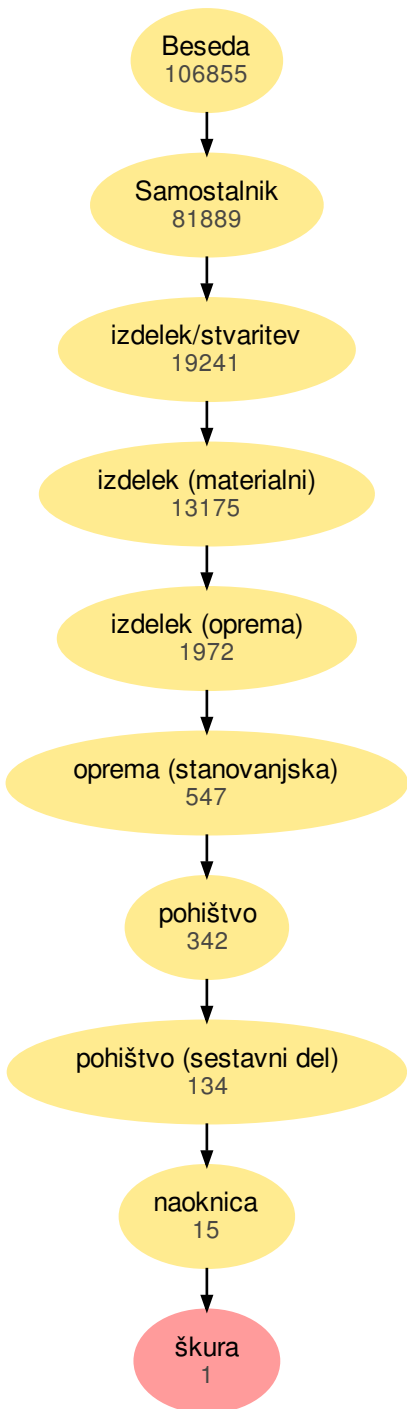 Beseda
106855
Samostalnik
81889
izdelek/stvaritev
19241
izdelek (materialni)
13175
izdelek (oprema)
1972
oprema (stanovanjska)
547
pohištvo
342
pohištvo (sestavni del)
134
naoknica
15
škura
1